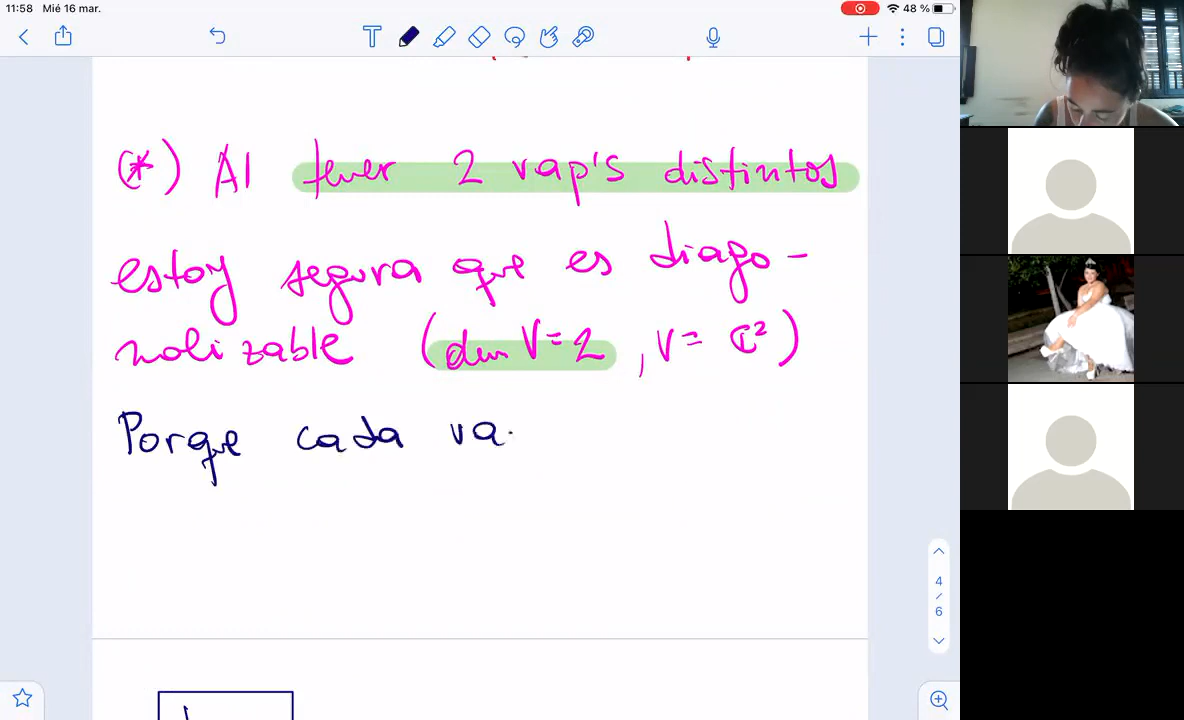 11:58 Mié 16 mar.
48 %
T
(*) Al tener 2 vap's distintos
estoy segura que es diago-
nalizable (dim V = 2, V = ℂ²)
Porque cada va
4
/
6